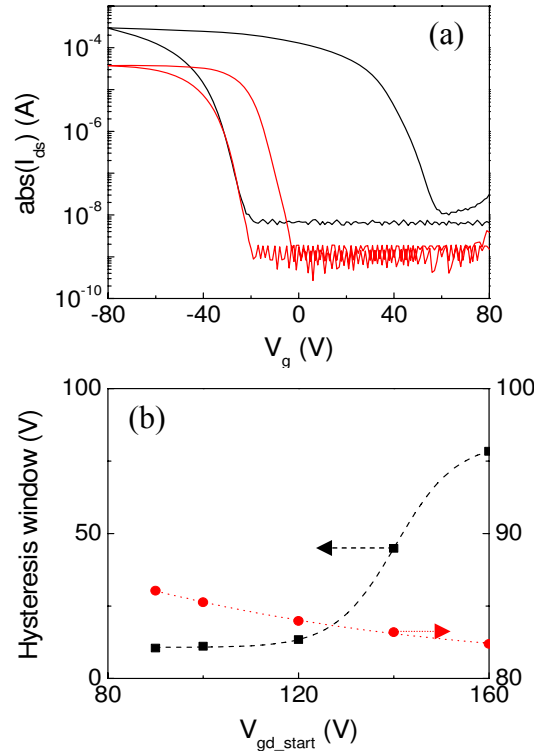 (a)
abs(I_ds) (A)
10^-4
10^-6
10^-8
10^-10
-80 -40 0 40 80
V_g (V)
(b)
Hysteresis window (V)
100
50
0
100
90
80
80 120 160
V_gd_start (V)